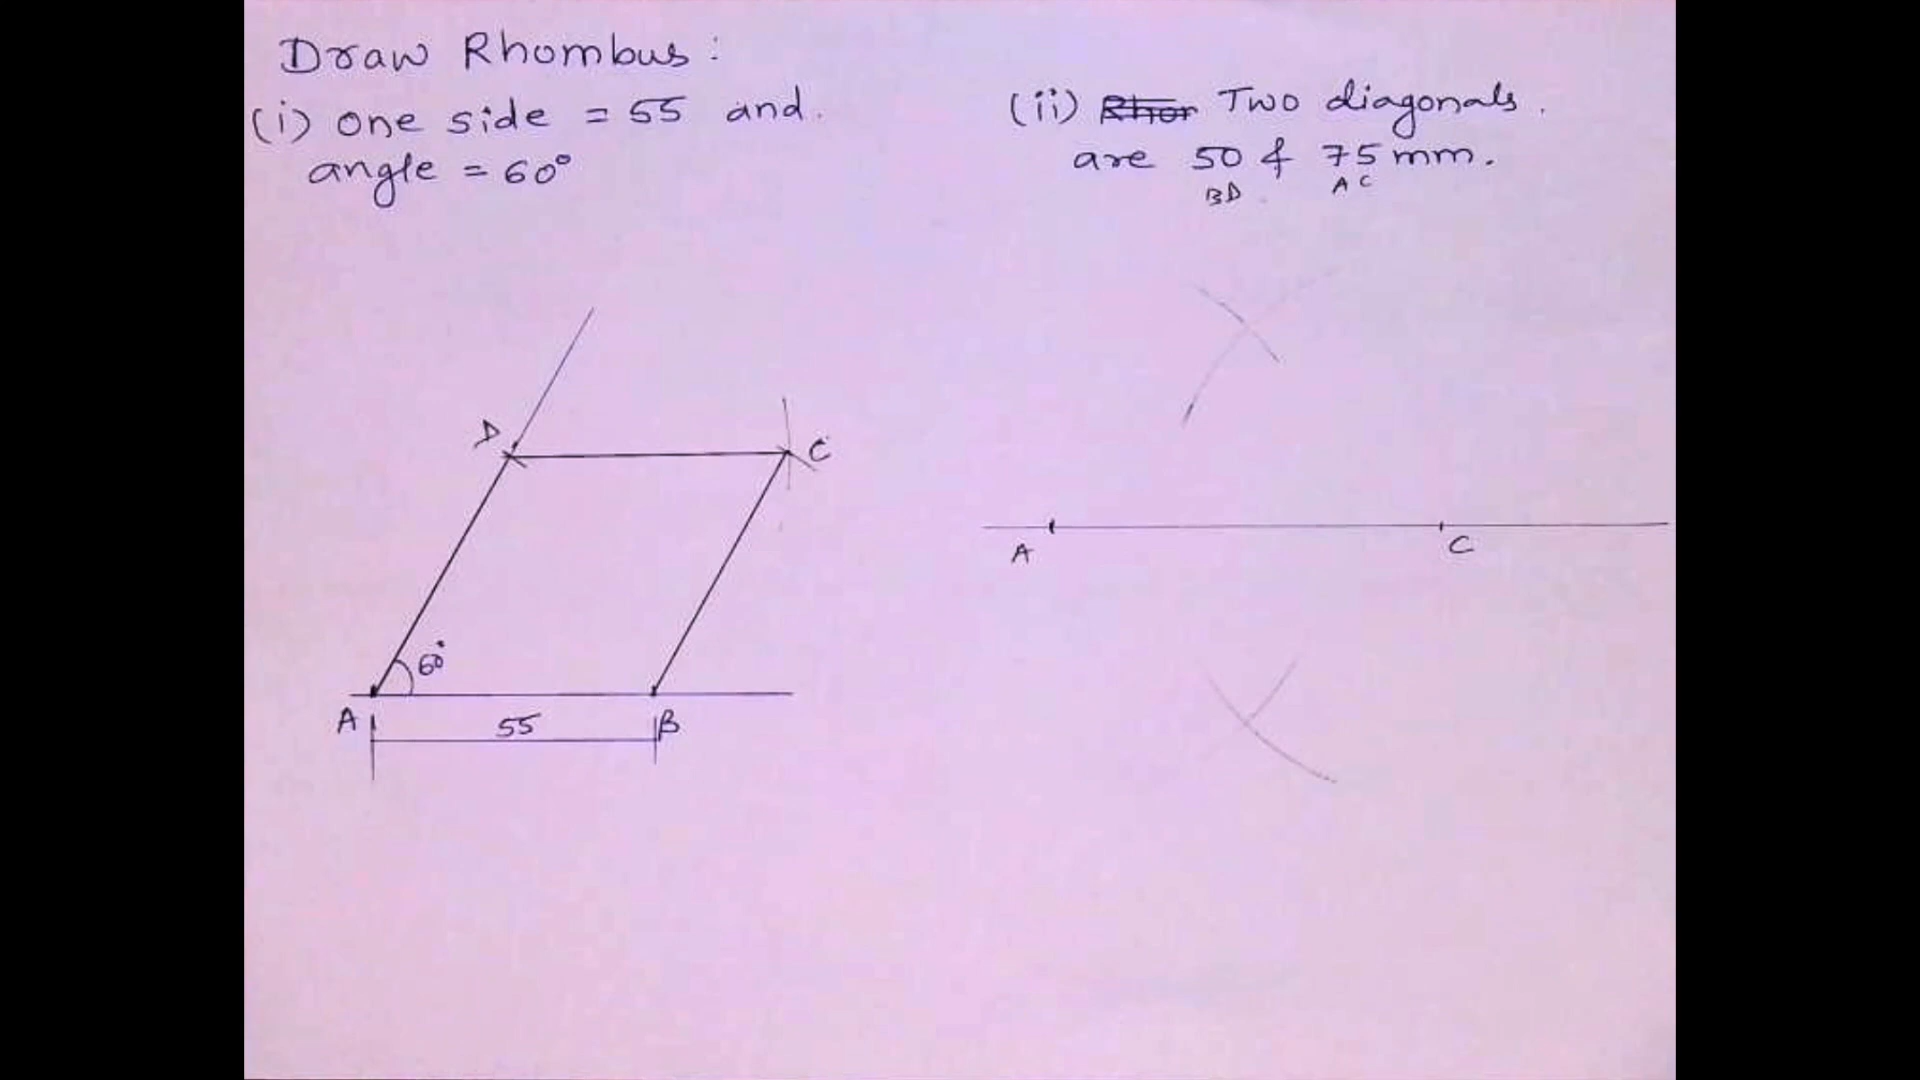 Draw Rhombus:
(i) one side = 55 and.
angle = 60°
(ii) Rhor Two diagonals.
are 50 & 75 mm.
BD AC
D
C
60°
A
55
B
A
C